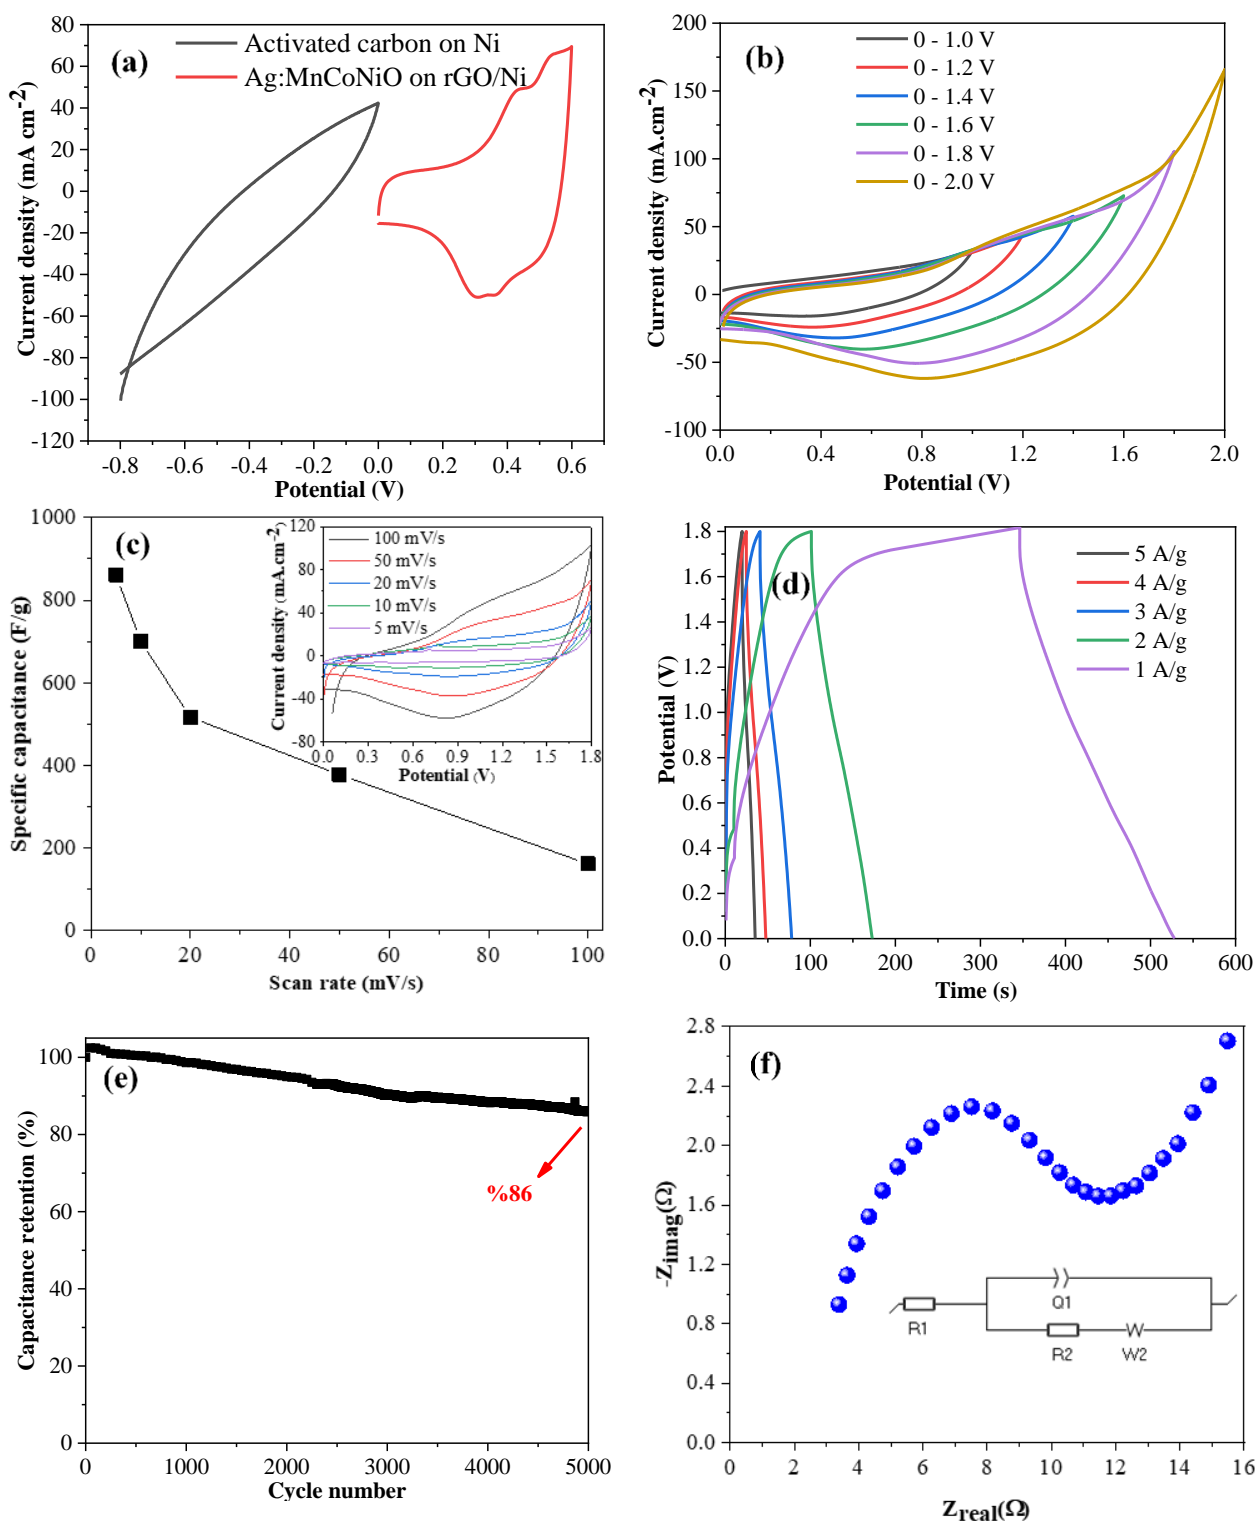 (a)
Activated carbon on Ni
Ag:MnCoNiO on rGO/Ni
80
60
40
20
0
-20
-40
-60
-80
-100
-120
Current density (mA cm-2)
-0.8
-0.6
-0.4
-0.2
0.0
0.2
0.4
0.6
Potential (V)
(b)
0 - 1.0 V
0 - 1.2 V
0 - 1.4 V
0 - 1.6 V
0 - 1.8 V
0 - 2.0 V
200
150
100
50
0
-50
-100
Current density (mA.cm-2)
0.0
0.4
0.8
1.2
1.6
2.0
Potential (V)
(c)
1000
800
600
400
200
0
Specific capacitance (F/g)
0
20
40
60
80
100
Scan rate (mV/s)
100 mV/s
50 mV/s
20 mV/s
10 mV/s
5 mV/s
120
80
40
0
-40
-80
Current density (mA.cm-2)
0.0
0.3
0.6
0.9
1.2
1.5
1.8
Potential (V)
(d)
5 A/g
4 A/g
3 A/g
2 A/g
1 A/g
1.8
1.6
1.4
1.2
1.0
0.8
0.6
0.4
0.2
0.0
Potential (V)
0
100
200
300
400
500
600
Time (s)
(e)
100
80
60
40
20
0
Capacitance retention (%)
%86
0
1000
2000
3000
4000
5000
Cycle number
(f)
2.8
2.4
2.0
1.6
1.2
0.8
0.4
0.0
-Zimag(Ω)
R1
Q1
R2
W2
0
2
4
6
8
10
12
14
16
Zreal(Ω)